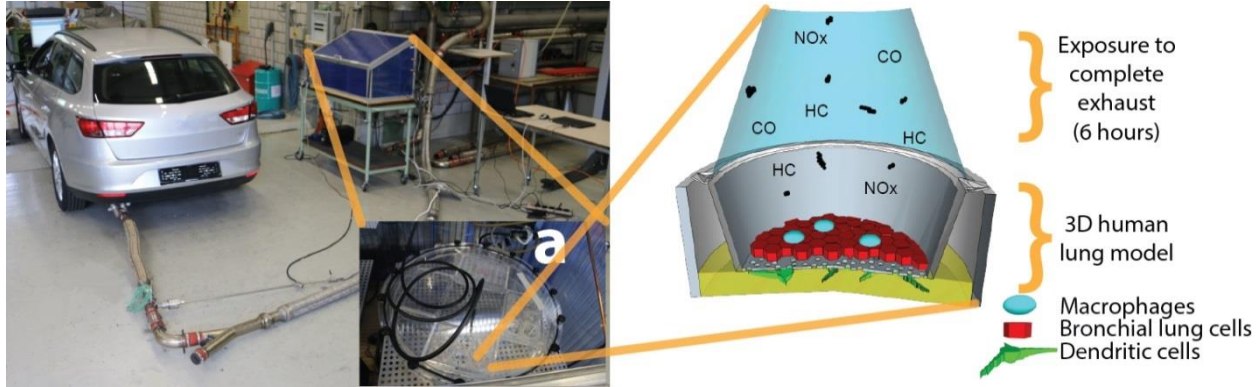 a
NOx
CO
HC
CO
HC
HC
NOx
Exposure to
complete
exhaust
(6 hours)
3D human
lung model
Macrophages
Bronchial lung cells
Dendritic cells